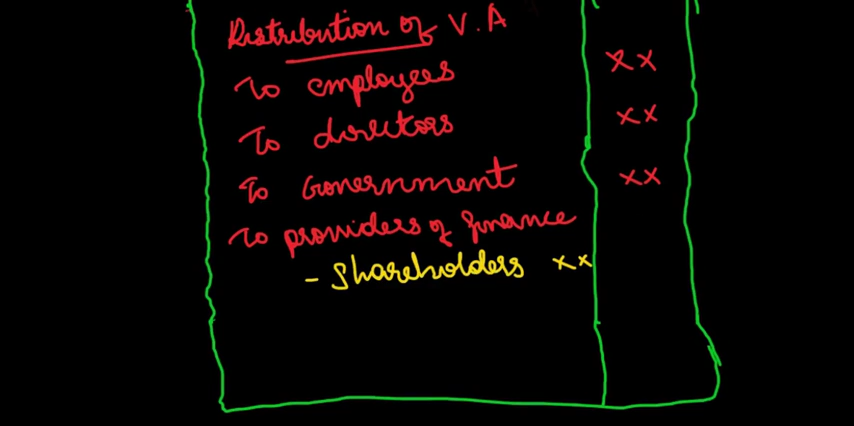 Distribution of V.A
To employees xx
To directors xx
To Government xx
To providers of finance
- Shareholders xx